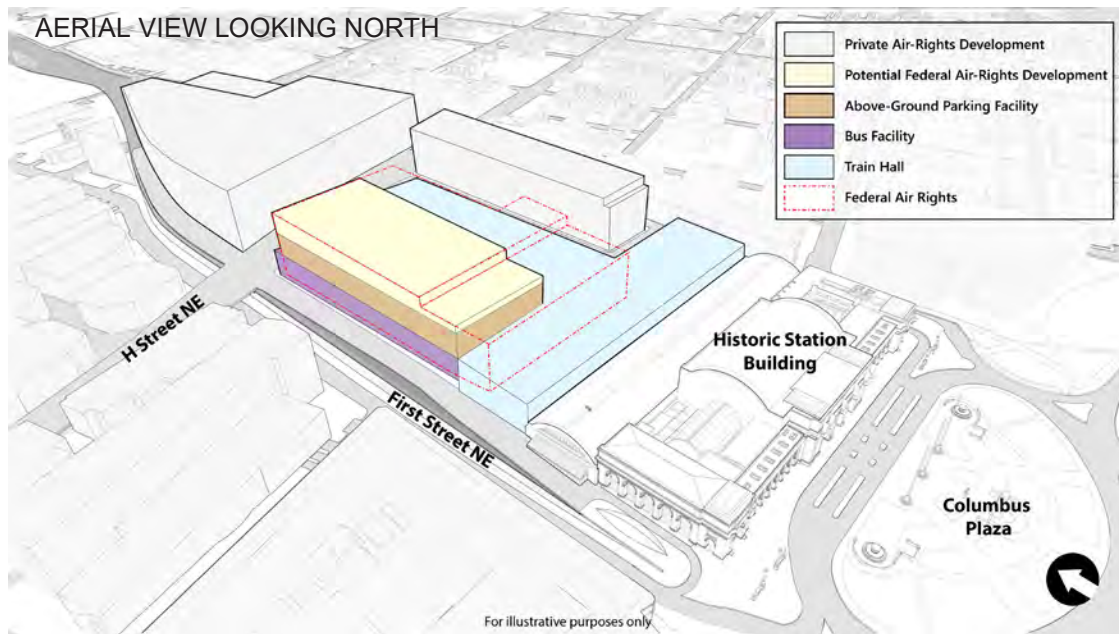 AERIAL VIEW LOOKING NORTH
Private Air-Rights Development
Potential Federal Air-Rights Development
Above-Ground Parking Facility
Bus Facility
Train Hall
Federal Air Rights
H Street NE
First Street NE
Historic Station
Building
Columbus
Plaza
For illustrative purposes only